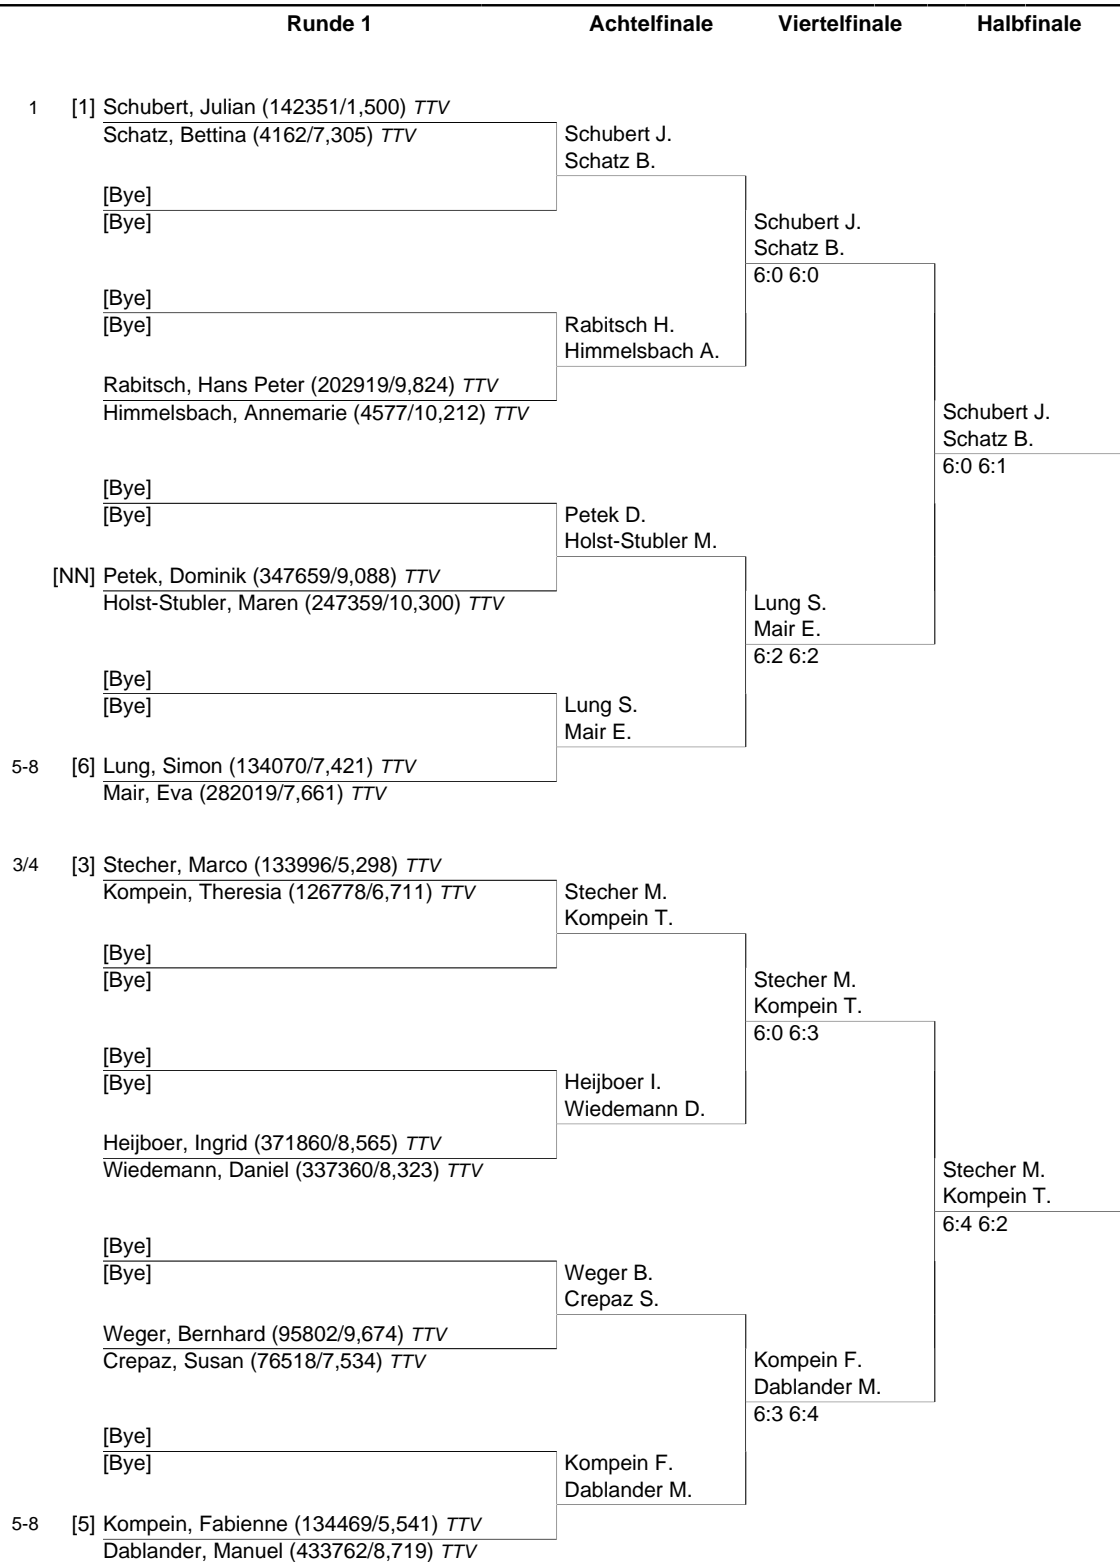 Runde 1 Achtelfinale Viertelfinale Halbfinale
1 [1] Schubert, Julian (142351/1,500) TTV
Schatz, Bettina (4162/7,305) TTV Schubert J.
Schatz B.
[Bye]
[Bye] Schubert J.
Schatz B.
6:0 6:0
[Bye]
[Bye] Rabitsch H.
Himmelsbach A.
Rabitsch, Hans Peter (202919/9,824) TTV
Himmelsbach, Annemarie (4577/10,212) TTV Schubert J.
Schatz B.
6:0 6:1
[Bye]
[Bye] Petek D.
Holst-Stubler M.
[NN] Petek, Dominik (347659/9,088) TTV
Holst-Stubler, Maren (247359/10,300) TTV Lung S.
Mair E.
6:2 6:2
[Bye]
[Bye] Lung S.
Mair E.
5-8 [6] Lung, Simon (134070/7,421) TTV
Mair, Eva (282019/7,661) TTV
3/4 [3] Stecher, Marco (133996/5,298) TTV
Kompein, Theresia (126778/6,711) TTV Stecher M.
Kompein T.
[Bye]
[Bye] Stecher M.
Kompein T.
6:0 6:3
[Bye]
[Bye] Heijboer I.
Wiedemann D.
Heijboer, Ingrid (371860/8,565) TTV
Wiedemann, Daniel (337360/8,323) TTV Stecher M.
Kompein T.
6:4 6:2
[Bye]
[Bye] Weger B.
Crepaz S.
Weger, Bernhard (95802/9,674) TTV
Crepaz, Susan (76518/7,534) TTV Kompein F.
Dablander M.
6:3 6:4
[Bye]
[Bye] Kompein F.
Dablander M.
5-8 [5] Kompein, Fabienne (134469/5,541) TTV
Dablander, Manuel (433762/8,719) TTV